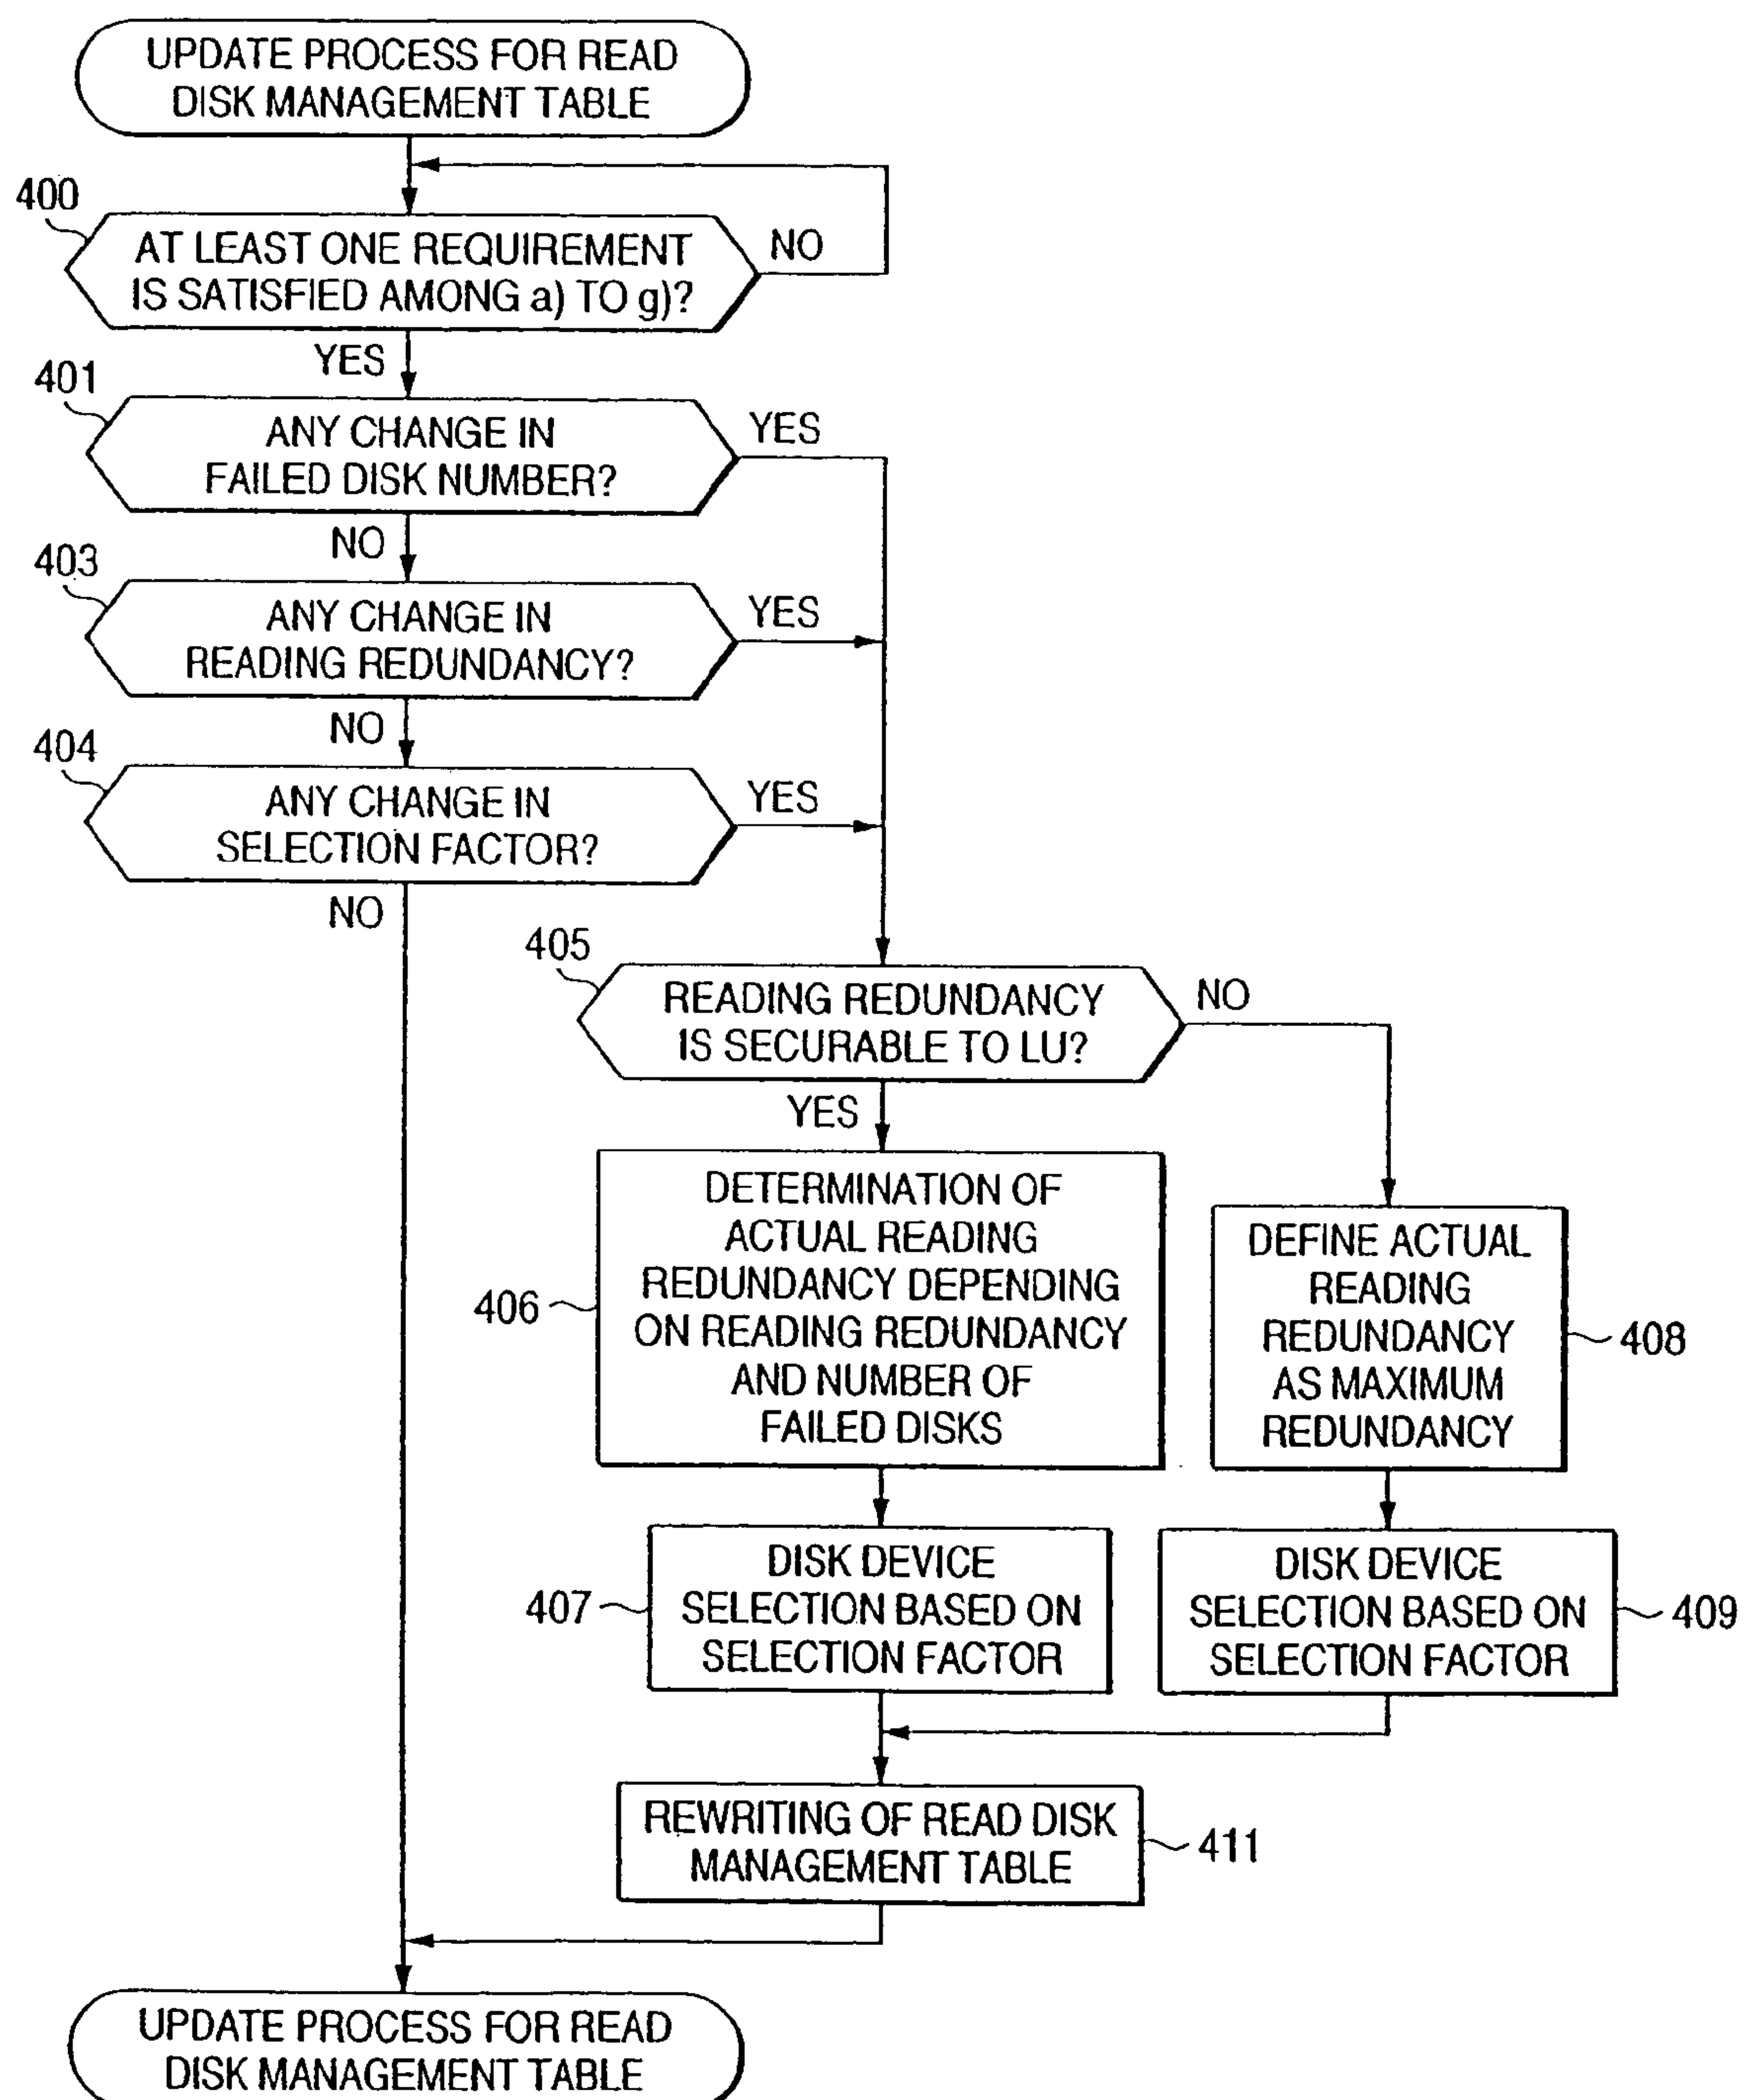 UPDATE PROCESS FOR READ
DISK MANAGEMENT TABLE
400
AT LEAST ONE REQUIREMENT
IS SATISFIED AMONG a) TO g)?
NO
YES
401
ANY CHANGE IN
FAILED DISK NUMBER?
YES
NO
403
ANY CHANGE IN
READING REDUNDANCY?
YES
NO
404
ANY CHANGE IN
SELECTION FACTOR?
YES
NO
405
READING REDUNDANCY
IS SECURABLE TO LU?
NO
YES
406
DETERMINATION OF
ACTUAL READING
REDUNDANCY DEPENDING
ON READING REDUNDANCY
AND NUMBER OF
FAILED DISKS
DEFINE ACTUAL
READING
REDUNDANCY
AS MAXIMUM
REDUNDANCY
408
407
DISK DEVICE
SELECTION BASED ON
SELECTION FACTOR
DISK DEVICE
SELECTION BASED ON
SELECTION FACTOR
409
REWRITING OF READ DISK
MANAGEMENT TABLE
411
UPDATE PROCESS FOR READ
DISK MANAGEMENT TABLE